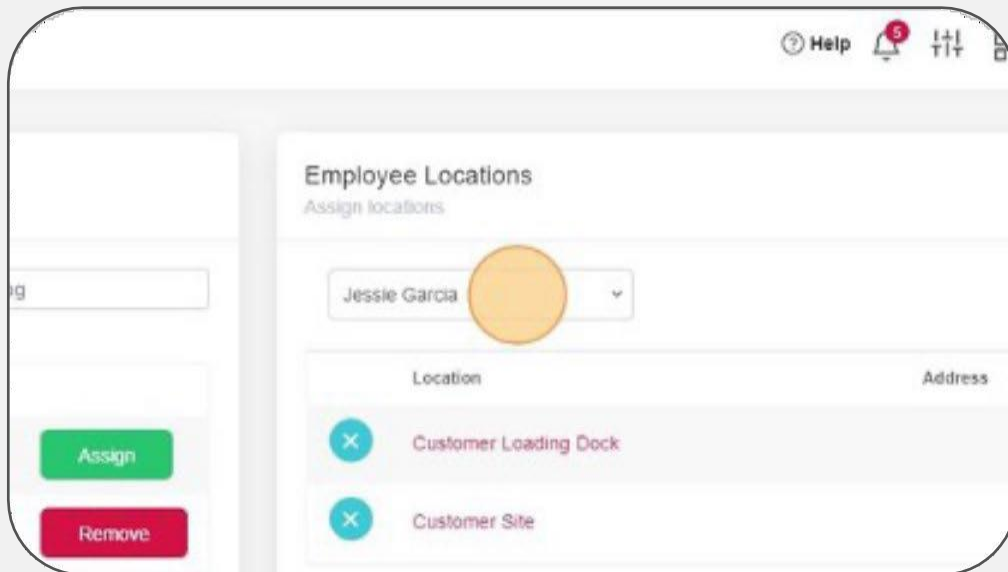 Help
5
Employee Locations
Assign locations
Jessie Garcia
Location
Address
Assign
Customer Loading Dock
Remove
Customer Site